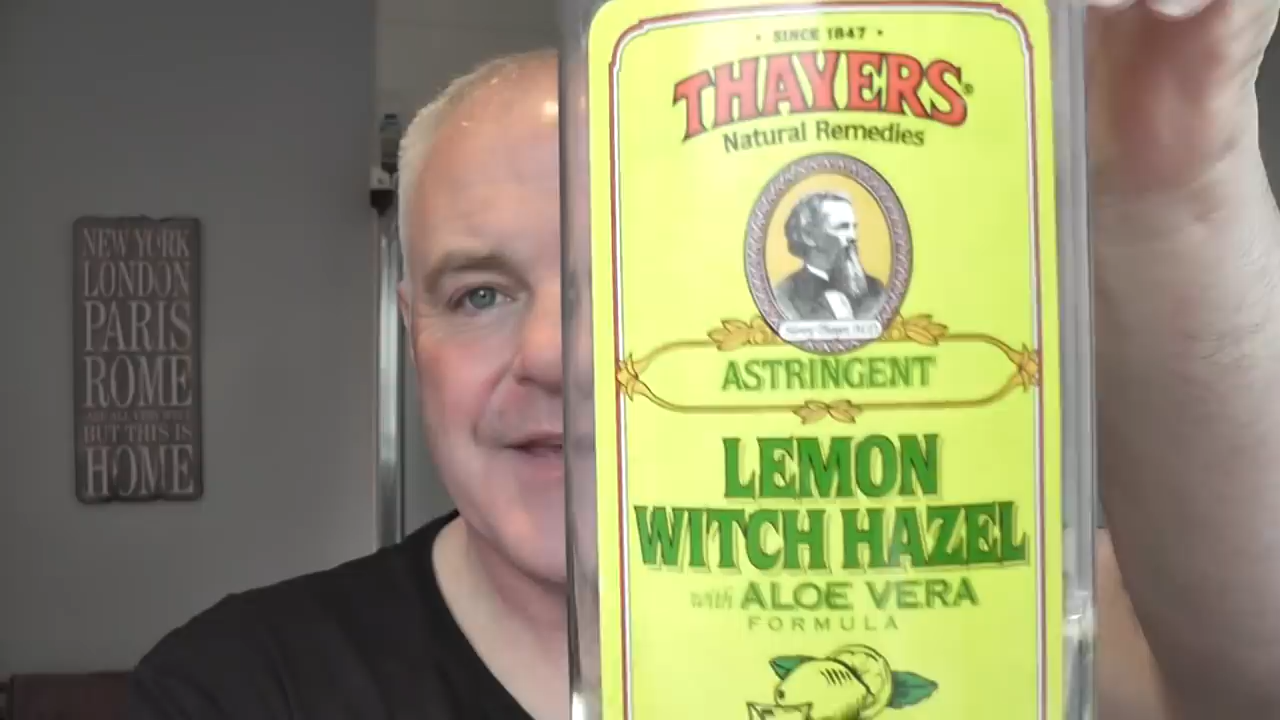 NEW YORK
LONDON
PARIS
ROME
BUT THIS IS
HOME
• SINCE 1847 •
THAYERS®
Natural Remedies
ASTRINGENT
LEMON
WITCH HAZEL
with ALOE VERA
FORMULA